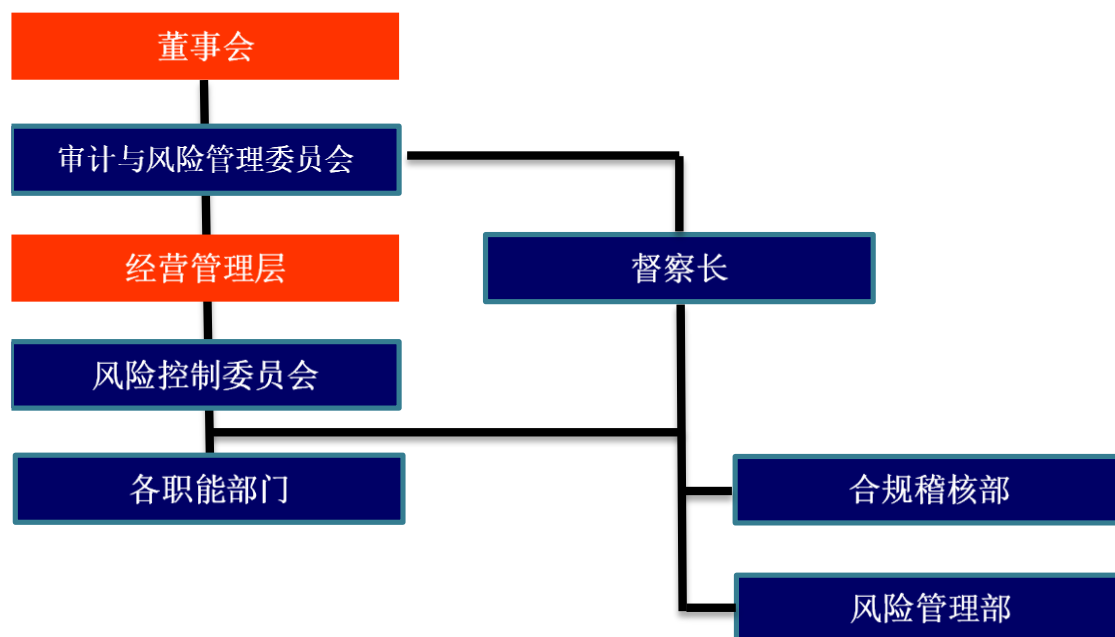 董事会
审计与风险管理委员会
经营管理层
督察长
风险控制委员会
各职能部门
合规稽核部
风险管理部